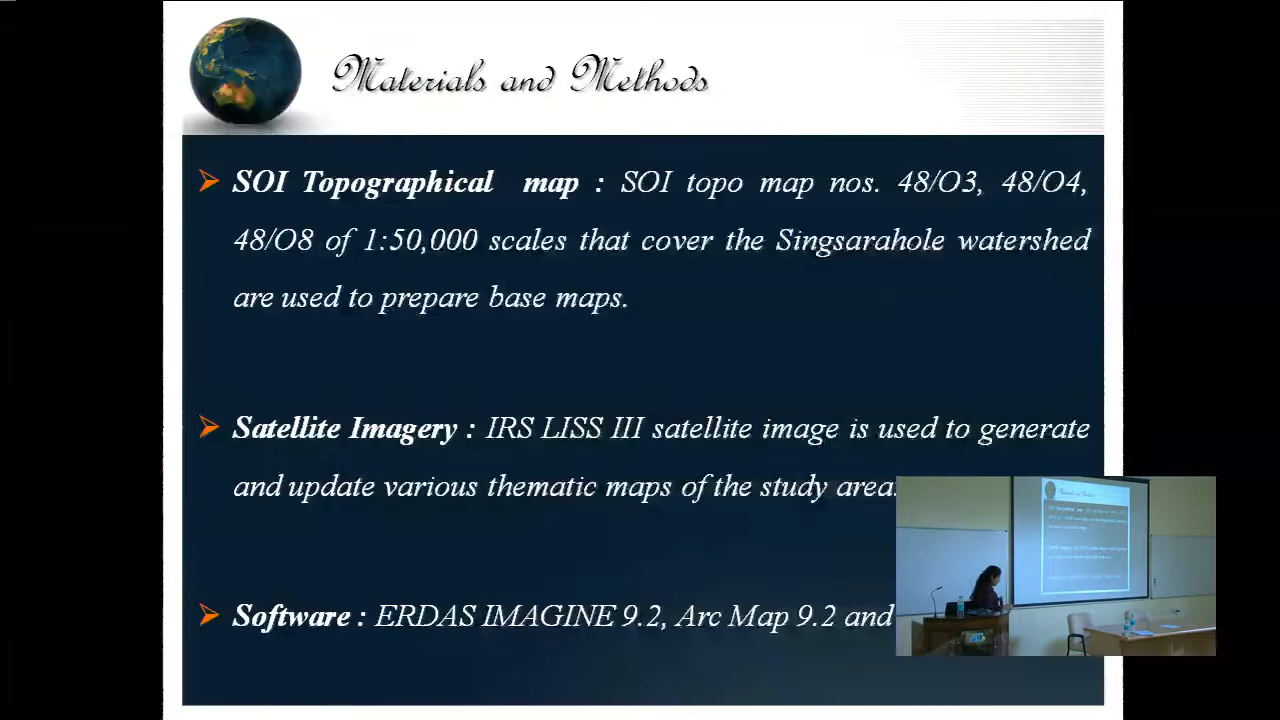 Materials and Methods
SOI Topographical map : SOI topo map nos. 48/O3, 48/O4,
48/O8 of 1:50,000 scales that cover the Singsarahole watershed
are used to prepare base maps.
Satellite Imagery : IRS LISS III satellite image is used to generate
and update various thematic maps of the study area.
Software : ERDAS IMAGINE 9.2, Arc Map 9.2 and
Materials and Methods